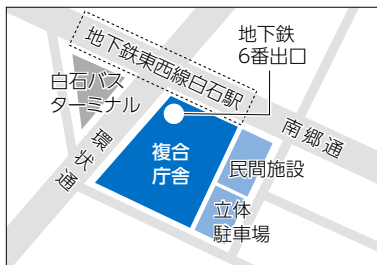 地下鉄東西線白石駅
地下鉄
6番出口
白石バス
ターミナル
環状通
南郷通
複合
庁舎
民間施設
立体
駐車場